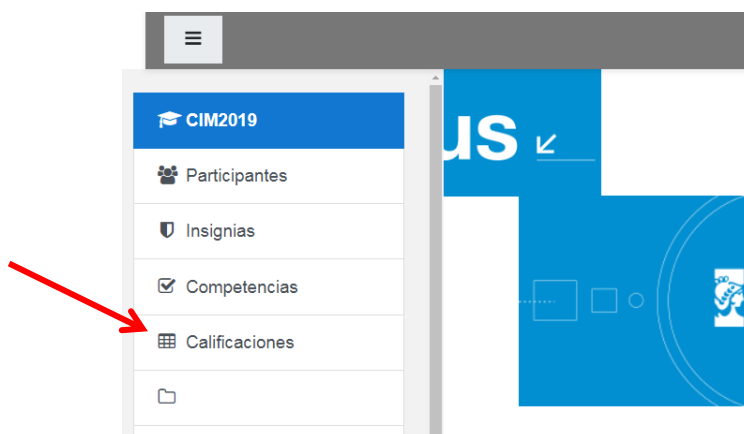 CIM2019
Participantes
Insignias
Competencias
Calificaciones
us